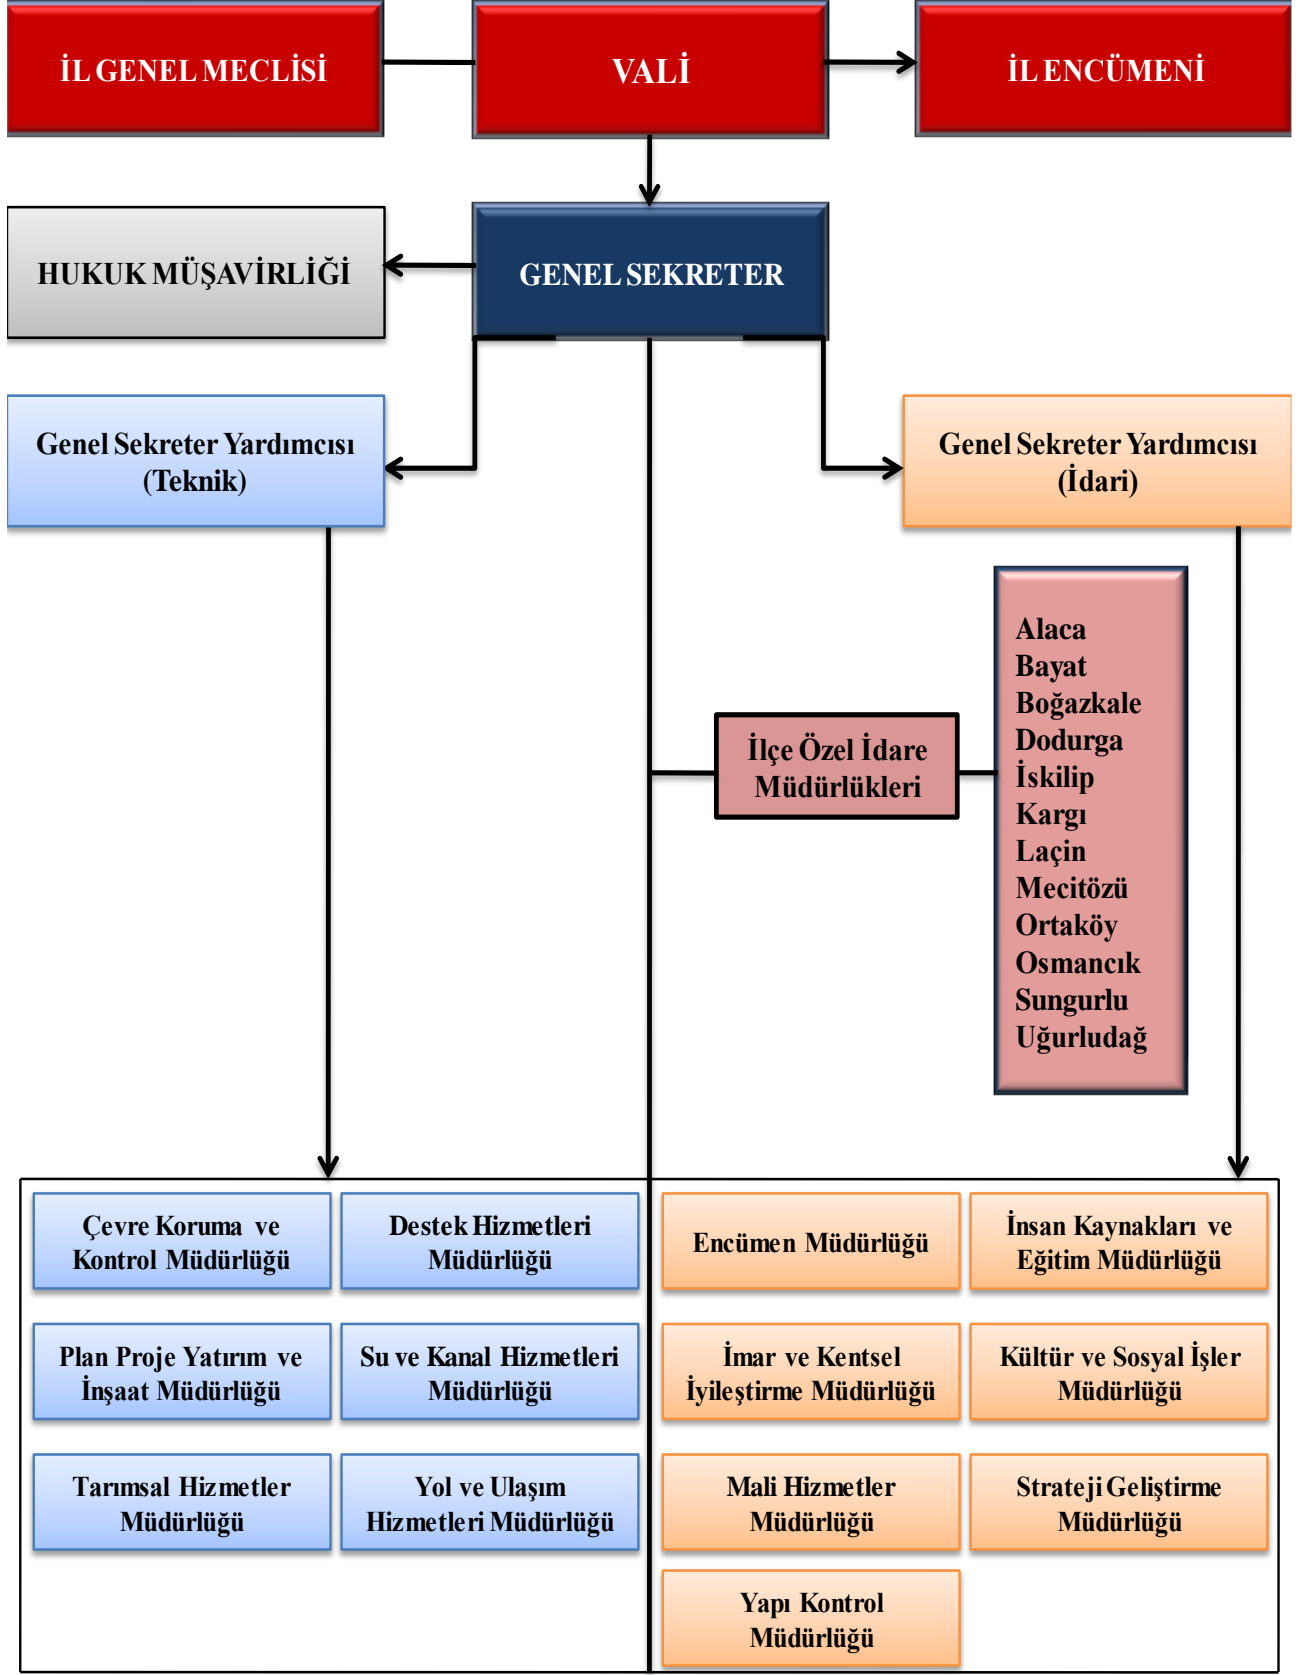 İL GENEL MECLİSİ
VALİ
İL ENCÜMENİ
HUKUK MÜŞAVİRLİĞİ
GENEL SEKRETER
Genel Sekreter Yardımcısı
(Teknik)
Genel Sekreter Yardımcısı
(İdari)
İlçe Özel İdare
Müdürlükleri
Alaca
Bayat
Boğazkale
Dodurga
İskilip
Kargı
Laçin
Mecitözü
Ortaköy
Osmancık
Sungurlu
Uğurludağ
Çevre Koruma ve
Kontrol Müdürlüğü
Destek Hizmetleri
Müdürlüğü
Encümen Müdürlüğü
İnsan Kaynakları ve
Eğitim Müdürlüğü
Plan Proje Yatırım ve
İnşaat Müdürlüğü
Su ve Kanal Hizmetleri
Müdürlüğü
İmar ve Kentsel
İyileştirme Müdürlüğü
Kültür ve Sosyal İşler
Müdürlüğü
Tarımsal Hizmetler
Müdürlüğü
Yol ve Ulaşım
Hizmetleri Müdürlüğü
Mali Hizmetler
Müdürlüğü
Strateji Geliştirme
Müdürlüğü
Yapı Kontrol
Müdürlüğü